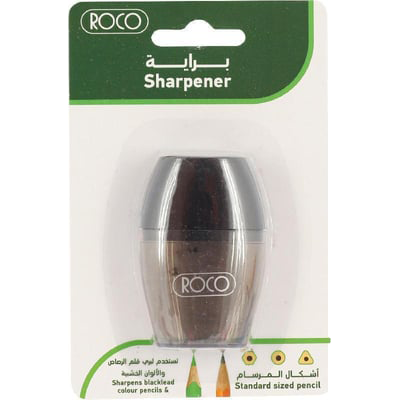 ROCO
براية
Sharpener
ROCO
تستخدم لبري قلم الرصاص
والألوان الخشبية
Sharpens blacklead
colour pencils &
أشكال المرسام
Standard sized pencil